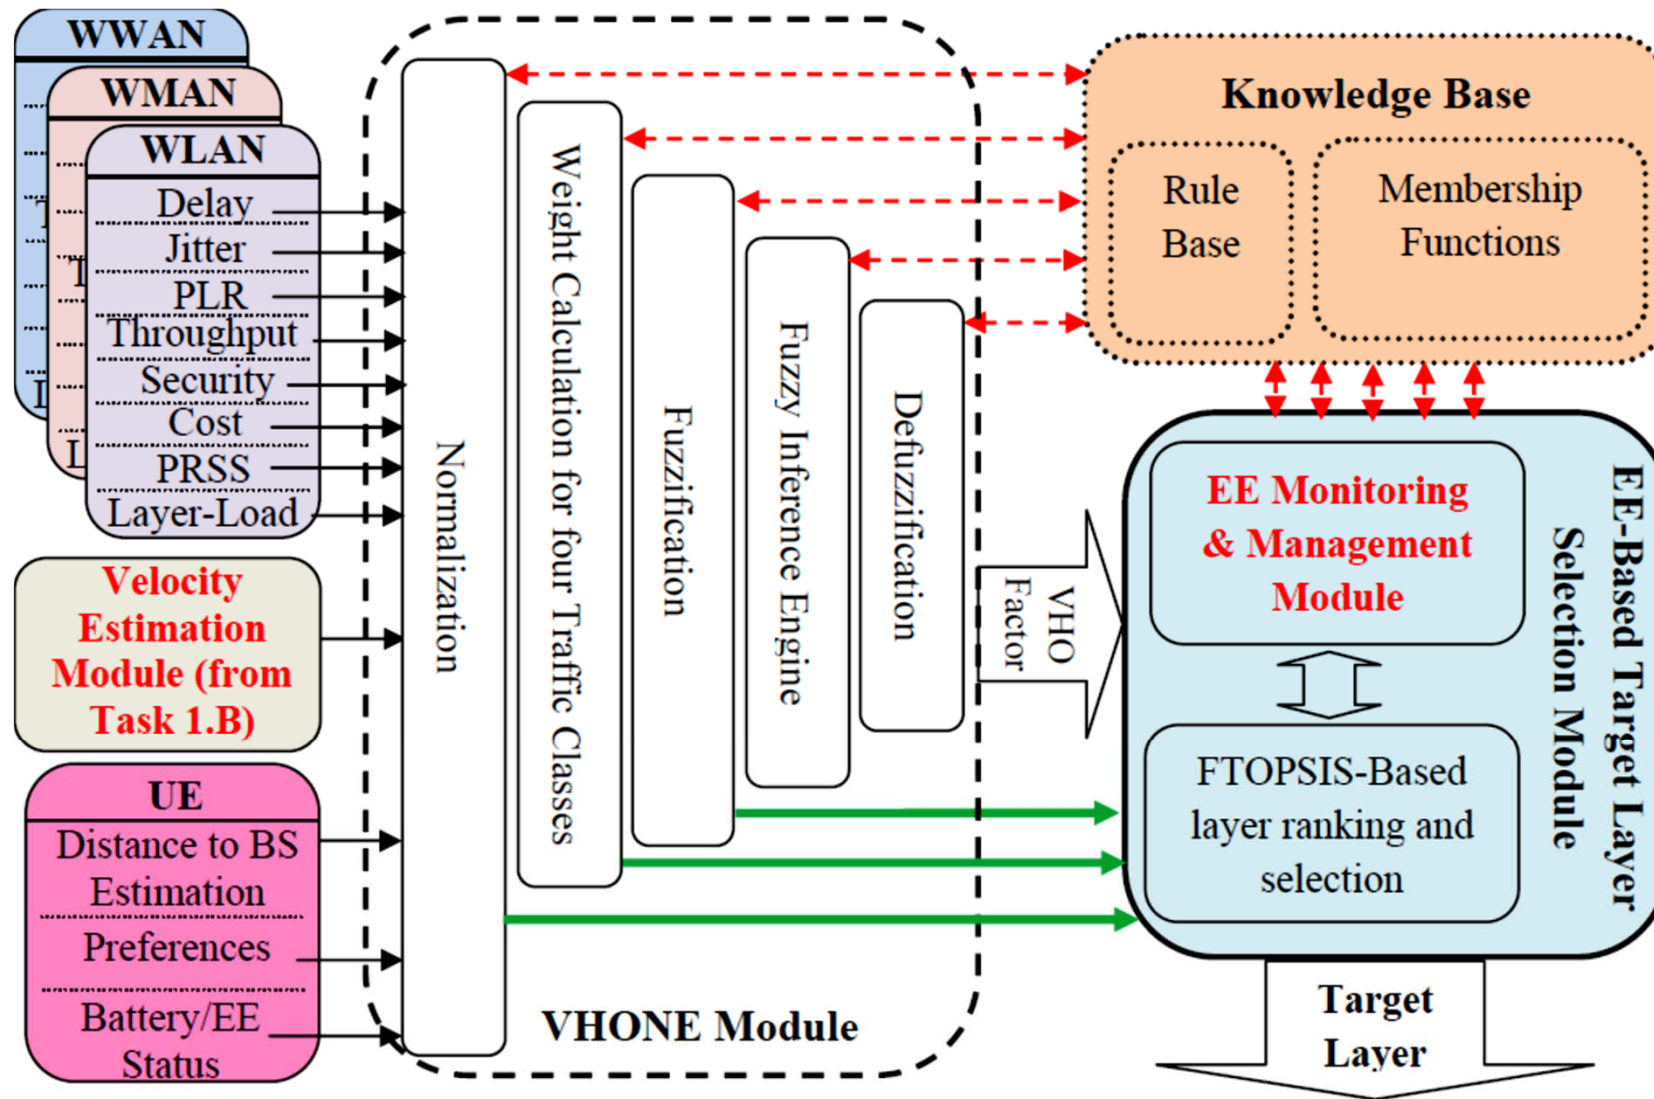 WWAN
WMAN
WLAN
Delay
Jitter
PLR
Throughput
Security
Cost
PRSS
Layer-Load
T
L
T
L
Velocity
Estimation
Module (from
Task 1.B)
UE
Distance to BS
Estimation
Preferences
Battery/EE
Status
Normalization
Weight Calculation for four Traffic Classes
Fuzzification
Fuzzy Inference Engine
Defuzzification
VHONE Module
VHO
Factor
Knowledge Base
Rule
Base
Membership
Functions
EE Monitoring
& Management
Module
FTOPSIS-Based
layer ranking and
selection
EE-Based Target Layer
Selection Module
Target
Layer